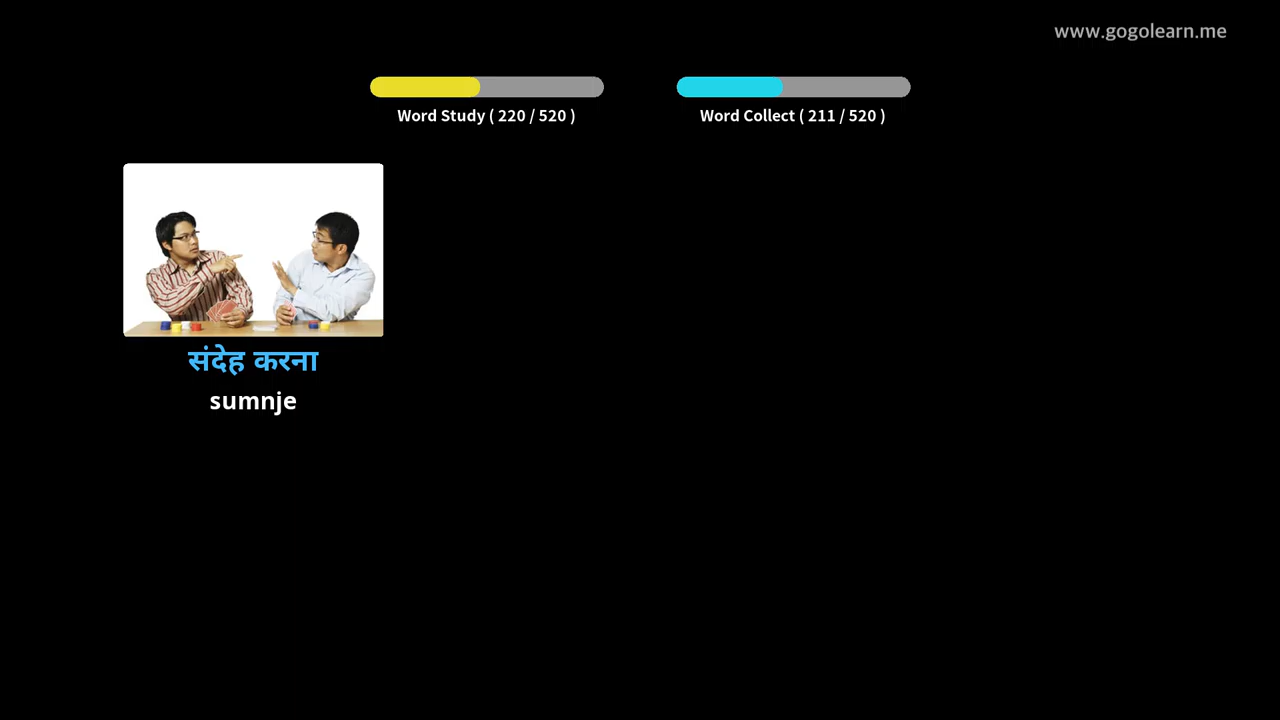 www.gogolearn.me
Word Study ( 220 / 520 )
Word Collect ( 211 / 520 )
संदेह करना
sumnje